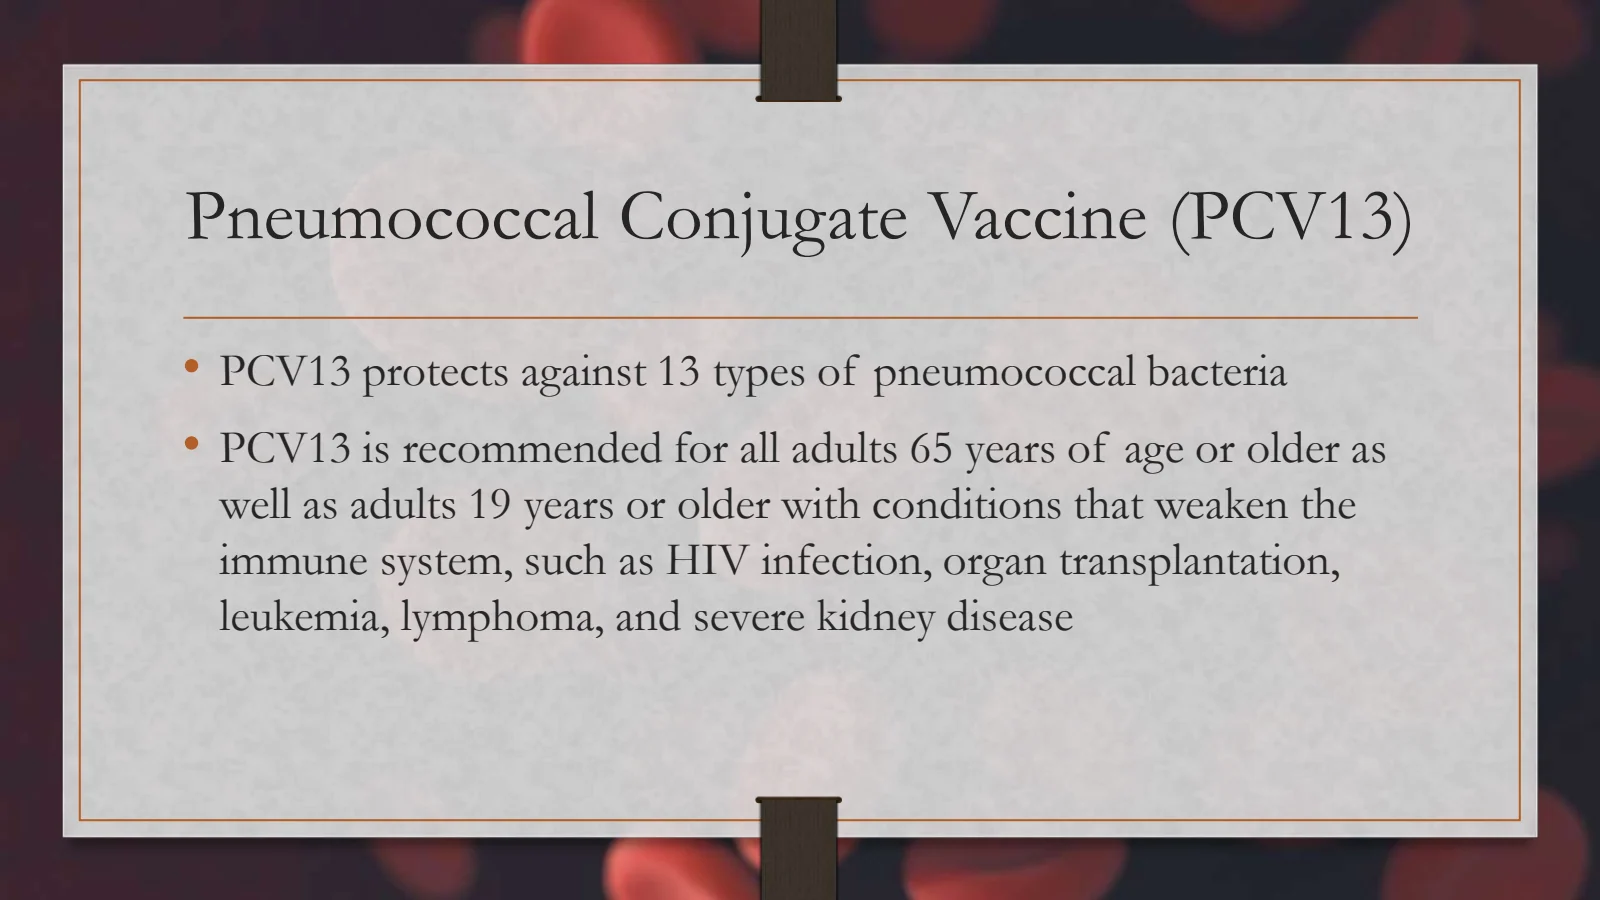 Pneumococcal Conjugate Vaccine (PCV13)
• PCV13 protects against 13 types of pneumococcal bacteria
• PCV13 is recommended for all adults 65 years of age or older as
well as adults 19 years or older with conditions that weaken the
immune system, such as HIV infection, organ transplantation,
leukemia, lymphoma, and severe kidney disease